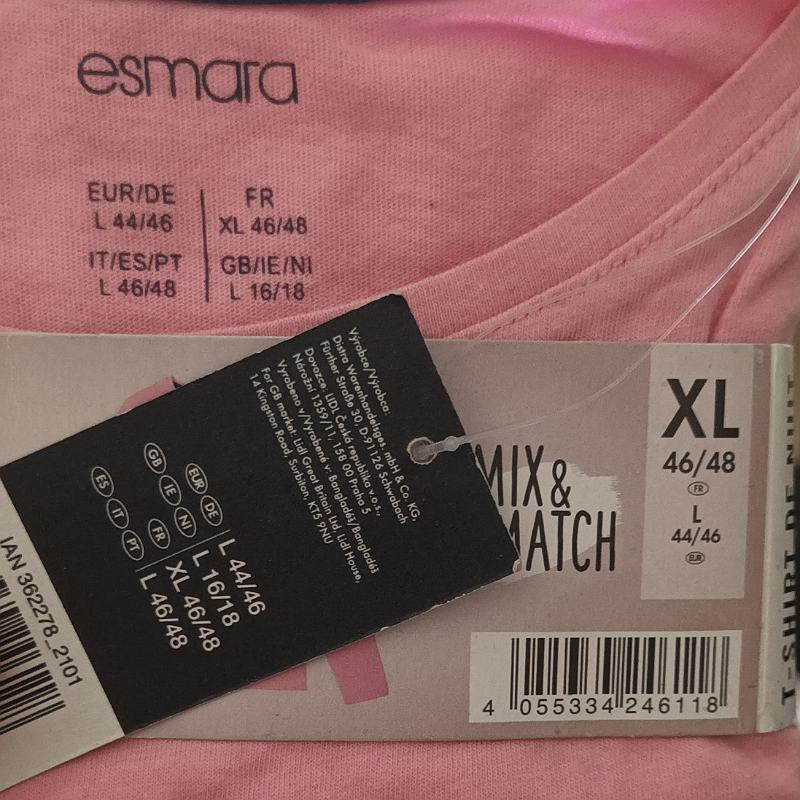 esmara
EUR/DE
L 44/46
FR
XL 46/48
IT/ES/PT
L 46/48
GB/IE/NI
L 16/18
Výrobce/Výrobca:
Distra Warenhandelsges. mbH & Co. KG,
Fürther Straße 30, D-91126 Schwabach
Dovozce: LIDL Česká republika v.o.s.,
Nárožní 1359/11, 158 00 Praha 5
Vyrobeno v/Vyrobené v: Bangladéš/Bangladéš
For GB market: Lidl Great Britain Ltd, Lidl House,
14 Kingston Road, Surbiton, KT5 9NU
EUR DE L 44/46
GB IE NI L 16/18
FR XL 46/48
ES IT PT L 46/48
IAN 362278_2101
MIX &
MATCH
XL
46/48
FR
L
44/46
EUR
4 055334 246118
T-SHIRT DE NUIT